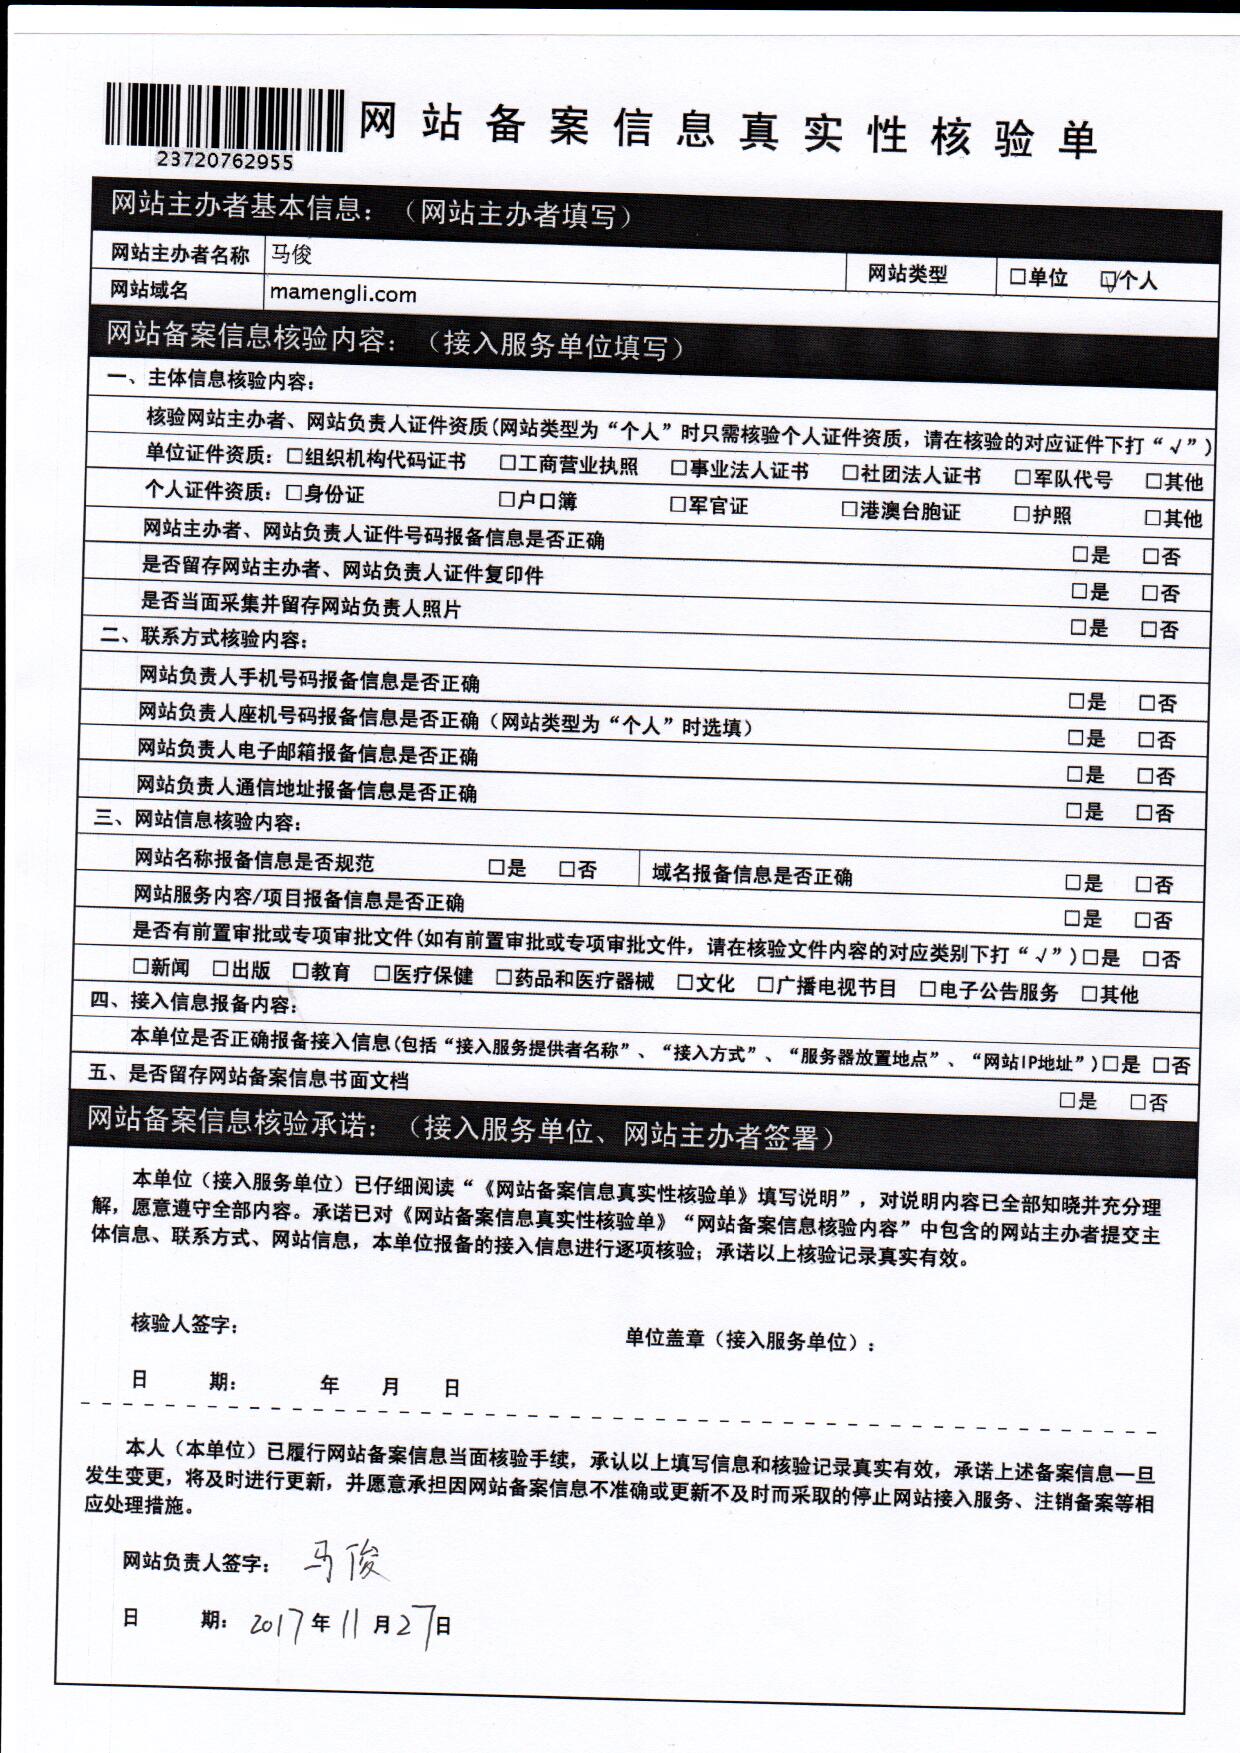 网站备案信息真实性核验单
23720762955
网站主办者基本信息：（网站主办者填写）
网站主办者名称 马俊 网站类型 □单位 ☑个人
网站域名 mamengli.com
网站备案信息核验内容：（接入服务单位填写）
一、主体信息核验内容：
核验网站主办者、网站负责人证件资质(网站类型为“个人”时只需核验个人证件资质，请在核验的对应证件下打“√”)
单位证件资质：□组织机构代码证书 □工商营业执照 □事业法人证书 □社团法人证书 □军队代号 □其他
个人证件资质：□身份证 □户口簿 □军官证 □港澳台胞证 □护照 □其他
网站主办者、网站负责人证件号码报备信息是否正确 □是 □否
是否留存网站主办者、网站负责人证件复印件 □是 □否
是否当面采集并留存网站负责人照片 □是 □否
二、联系方式核验内容：
网站负责人手机号码报备信息是否正确 □是 □否
网站负责人座机号码报备信息是否正确（网站类型为“个人”时选填） □是 □否
网站负责人电子邮箱报备信息是否正确 □是 □否
网站负责人通信地址报备信息是否正确 □是 □否
三、网站信息核验内容：
网站名称报备信息是否规范 □是 □否 域名报备信息是否正确 □是 □否
网站服务内容/项目报备信息是否正确 □是 □否
是否有前置审批或专项审批文件(如有前置审批或专项审批文件，请在核验文件内容的对应类别下打“√”)□是 □否
□新闻 □出版 □教育 □医疗保健 □药品和医疗器械 □文化 □广播电视节目 □电子公告服务 □其他
四、接入信息报备内容：
本单位是否正确报备接入信息(包括“接入服务提供者名称”、“接入方式”、“服务器放置地点”、“网站IP地址”)□是 □否
五、是否留存网站备案信息书面文档 □是 □否
网站备案信息核验承诺：（接入服务单位、网站主办者签署）
本单位（接入服务单位）已仔细阅读“《网站备案信息真实性核验单》填写说明”，对说明内容已全部知晓并充分理
解，愿意遵守全部内容。承诺已对《网站备案信息真实性核验单》“网站备案信息核验内容”中包含的网站主办者提交主
体信息、联系方式、网站信息，本单位报备的接入信息进行逐项核验；承诺以上核验记录真实有效。
核验人签字： 单位盖章（接入服务单位）：
日 期： 年 月 日
本人（本单位）已履行网站备案信息当面核验手续，承认以上填写信息和核验记录真实有效，承诺上述备案信息一旦
发生变更，将及时进行更新，并愿意承担因网站备案信息不准确或更新不及时而采取的停止网站接入服务、注销备案等相
应处理措施。
网站负责人签字：马俊
日 期：2017年11月27日